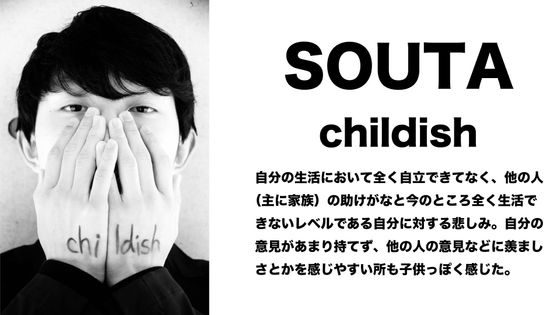 chi ldish
SOUTA
childish
自分の生活において全く自立できてなく、他の人
(主に家族)の助けがなと今のところ全く生活で
きないレベルである自分に対する悲しみ。自分の
意見があまり持てず、他の人の意見などに羨まし
さとかを感じやすい所も子供っぽく感じた。